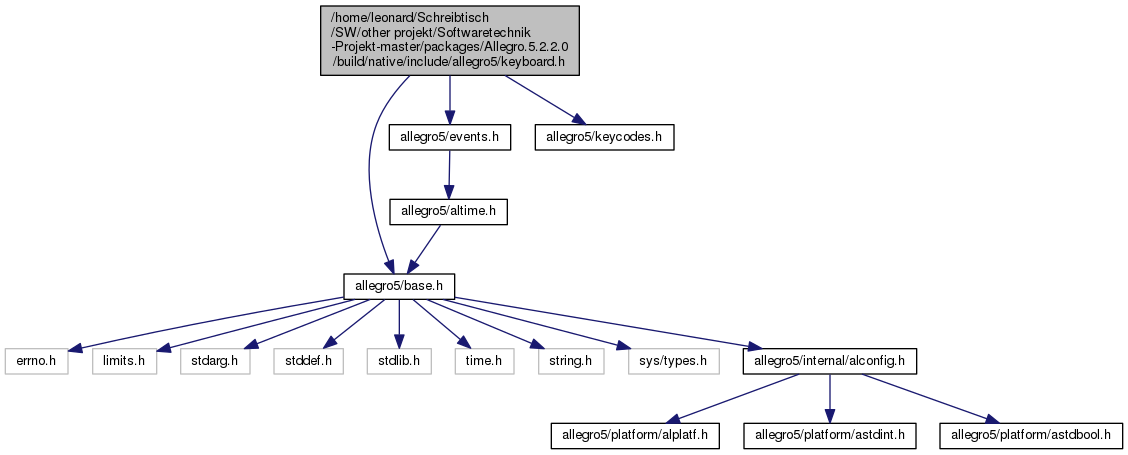 /home/leonard/Schreibtisch
/SW/other projekt/Softwaretechnik
-Projekt-master/packages/Allegro.5.2.2.0
/build/native/include/allegro5/keyboard.h
allegro5/events.h
allegro5/keycodes.h
allegro5/altime.h
allegro5/base.h
errno.h
limits.h
stdarg.h
stddef.h
stdlib.h
time.h
string.h
sys/types.h
allegro5/internal/alconfig.h
allegro5/platform/alplatf.h
allegro5/platform/astdint.h
allegro5/platform/astdbool.h